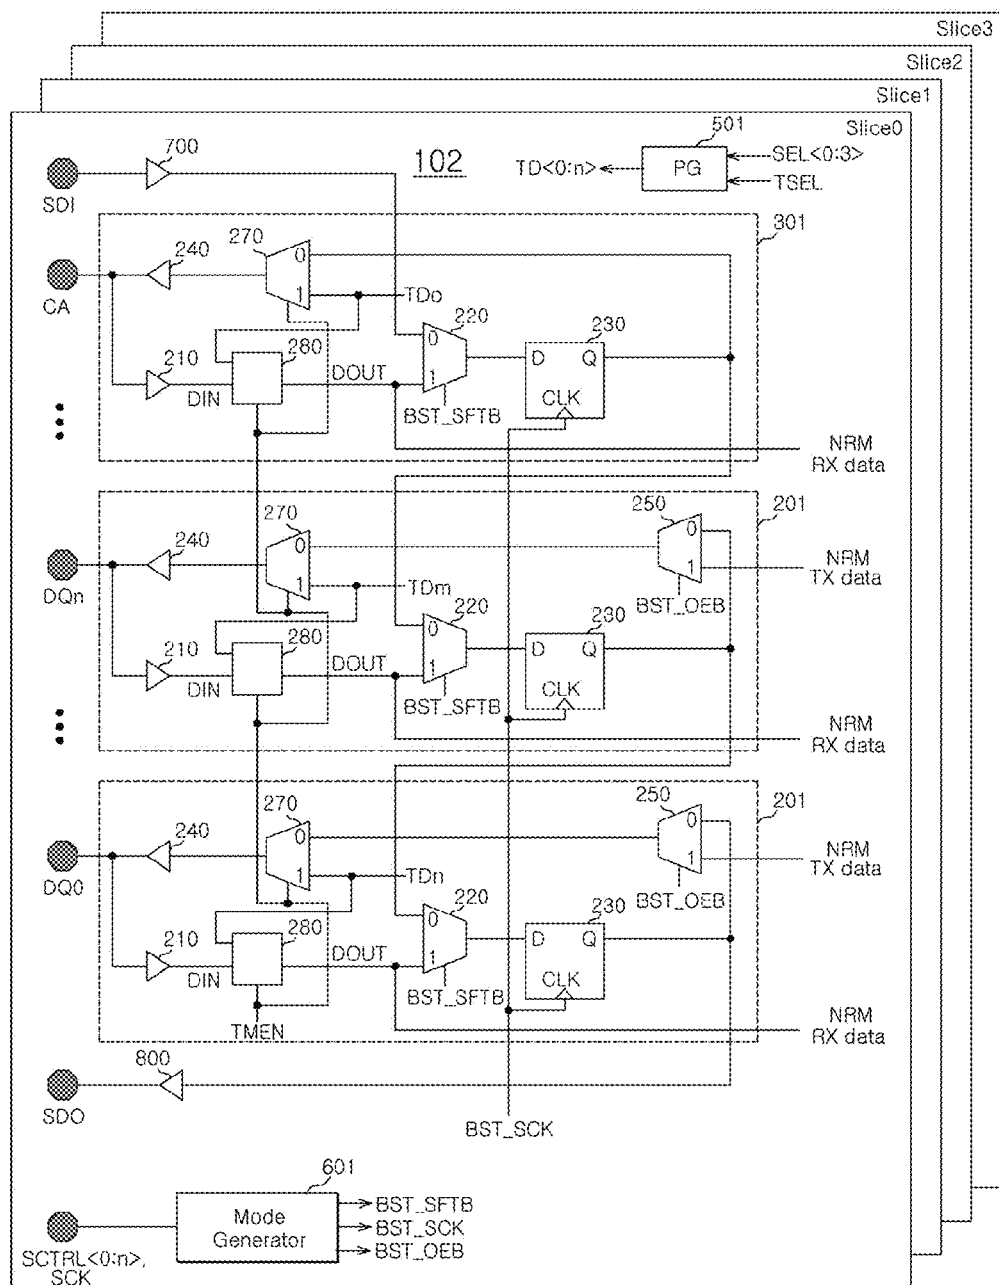 Slice3
Slice2
Slice1
Slice0
700
102
501
SDI
TD<0:n>
PG
SEL<0:3>
TSEL
301
270
240
0
CA
1
TDo
220
230
210
280
0
D
Q
DIN
DOUT
1
CLK
BST_SFTB
NRM
RX data
270
250
201
240
0
0
DQn
1
1
NRM
TX data
TDm
BST_OEB
220
230
210
280
0
D
Q
DIN
DOUT
1
CLK
BST_SFTB
NRM
RX data
270
250
201
240
0
0
DQ0
1
1
NRM
TX data
TDn
BST_OEB
220
230
210
280
0
D
Q
DIN
DOUT
1
CLK
BST_SFTB
TMEN
NRM
RX data
800
SDO
BST_SCK
601
Mode
Generator
BST_SFTB
BST_SCK
BST_OEB
SCTRL<0:n>,
SCK